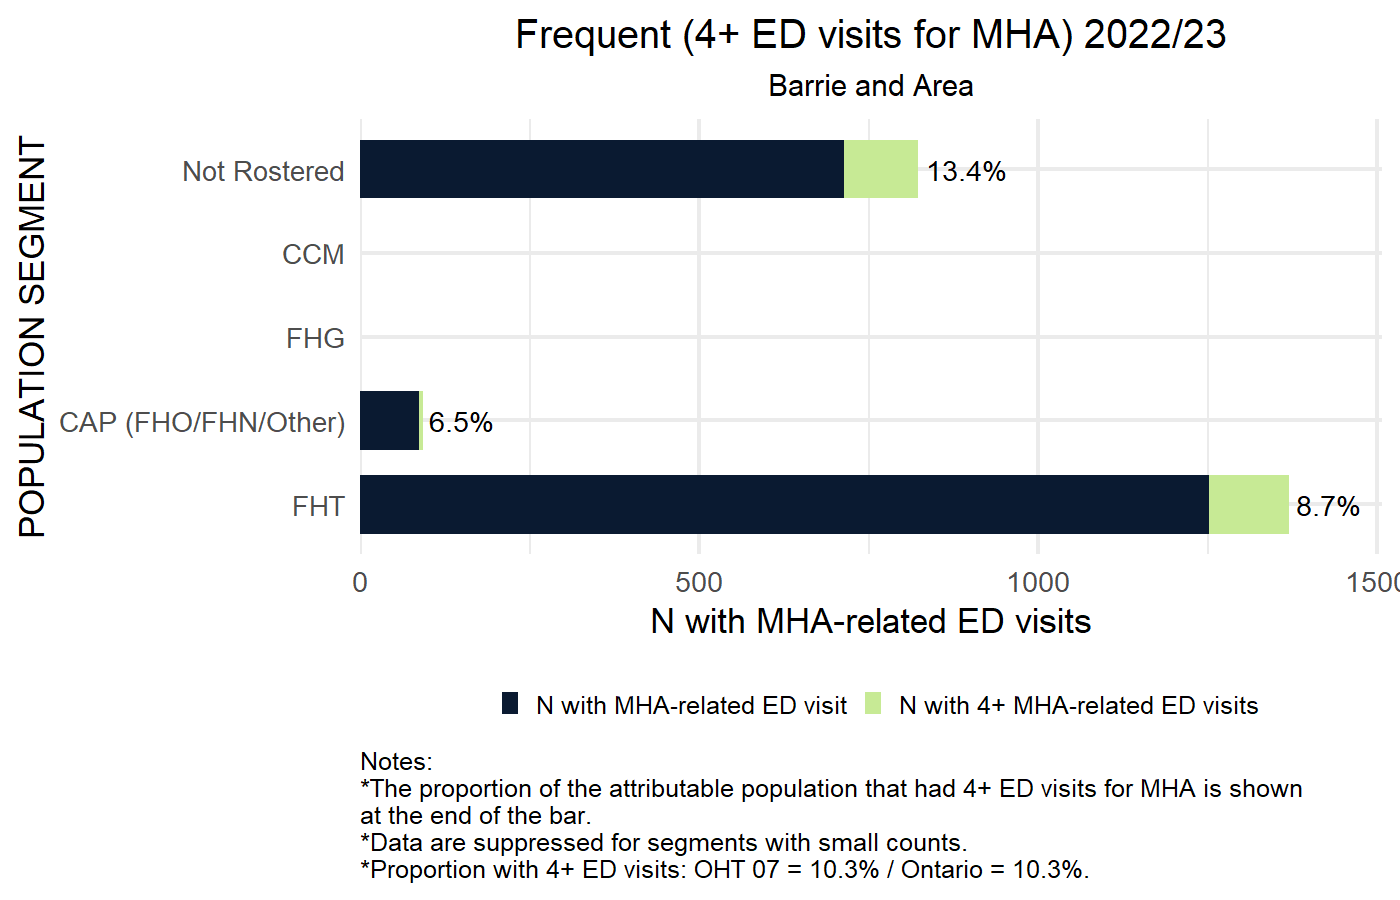 Frequent (4+ ED visits for MHA) 2022/23
Barrie and Area
POPULATION SEGMENT
Not Rostered
13.4%
CCM
FHG
CAP (FHO/FHN/Other)
6.5%
FHT
8.7%
0
500
1000
1500
N with MHA-related ED visits
N with MHA-related ED visit
N with 4+ MHA-related ED visits
Notes:
*The proportion of the attributable population that had 4+ ED visits for MHA is shown
at the end of the bar.
*Data are suppressed for segments with small counts.
*Proportion with 4+ ED visits: OHT 07 = 10.3% / Ontario = 10.3%.